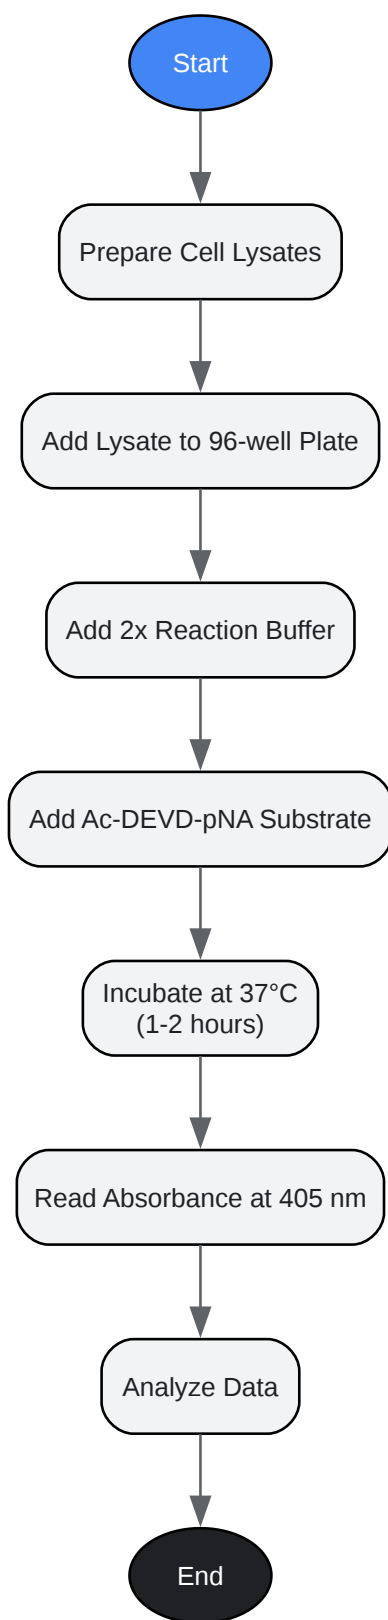 Start
Prepare Cell Lysates
Add Lysate to 96-well Plate
Add 2x Reaction Buffer
Add Ac-DEVD-pNA Substrate
Incubate at 37°C
(1-2 hours)
Read Absorbance at 405 nm
Analyze Data
End